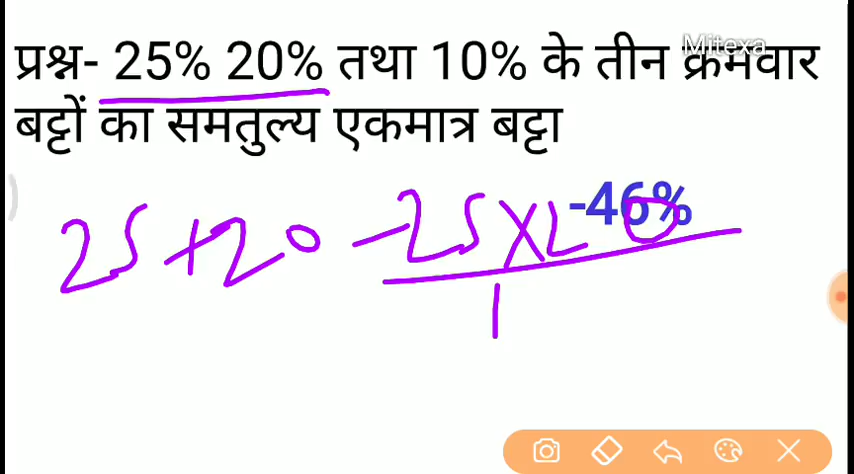 Mitexa
प्रश्न- 25% 20% तथा 10% के तीन क्रमवार
बट्टों का समतुल्य एकमात्र बट्टा
-46%
25+20-25×20
1